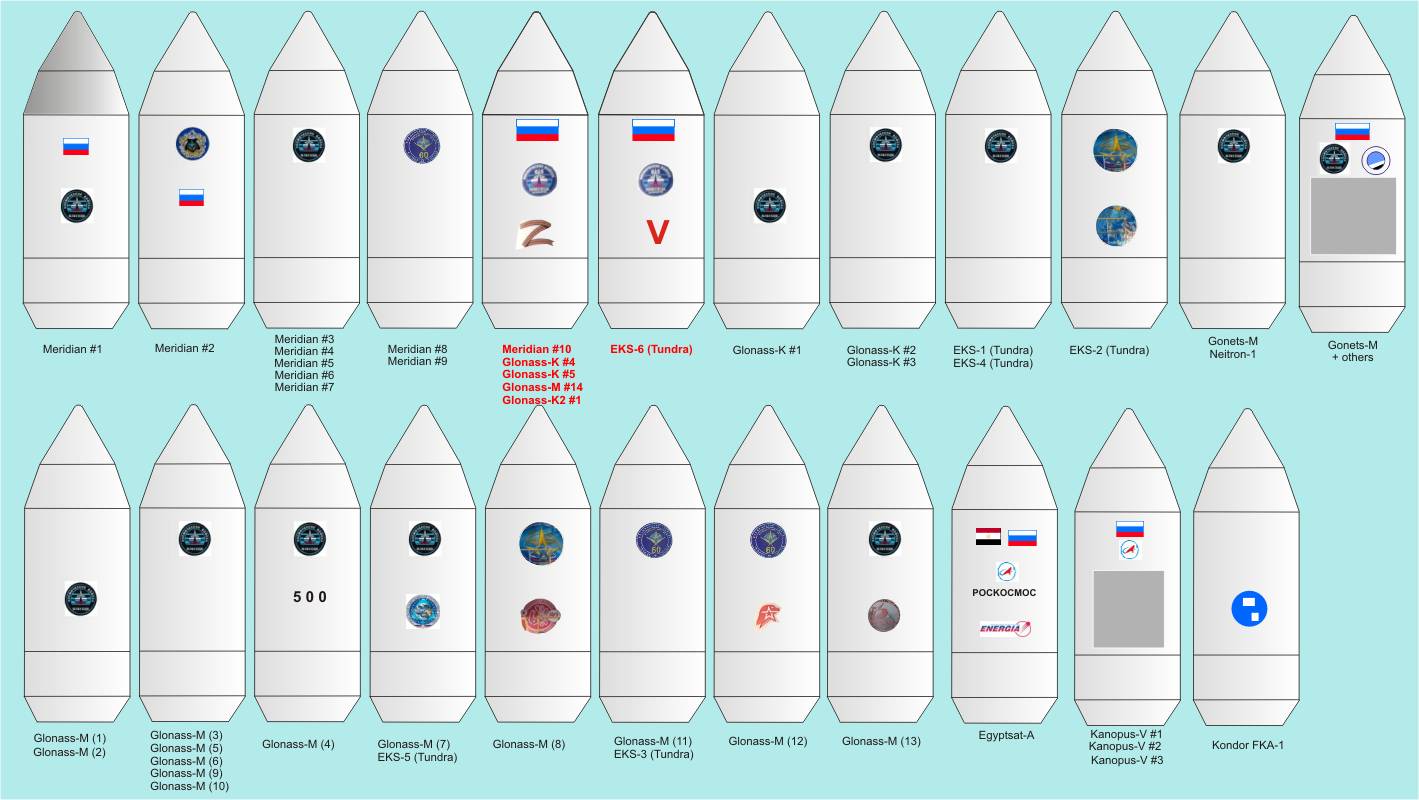 60
Z
V
Meridian #1
Meridian #2
Meridian #3
Meridian #4
Meridian #5
Meridian #6
Meridian #7
Meridian #8
Meridian #9
Meridian #10
Glonass-K #4
Glonass-K #5
Glonass-M #14
Glonass-K2 #1
EKS-6 (Tundra)
Glonass-K #1
Glonass-K #2
Glonass-K #3
EKS-1 (Tundra)
EKS-4 (Tundra)
EKS-2 (Tundra)
Gonets-M
Neitron-1
Gonets-M
+ others
500
60
60
РОСКОСМОС
ENERGIA
Glonass-M (1)
Glonass-M (2)
Glonass-M (3)
Glonass-M (5)
Glonass-M (6)
Glonass-M (9)
Glonass-M (10)
Glonass-M (4)
Glonass-M (7)
EKS-5 (Tundra)
Glonass-M (8)
Glonass-M (11)
EKS-3 (Tundra)
Glonass-M (12)
Glonass-M (13)
Egyptsat-A
Kanopus-V #1
Kanopus-V #2
Kanopus-V #3
Kondor FKA-1